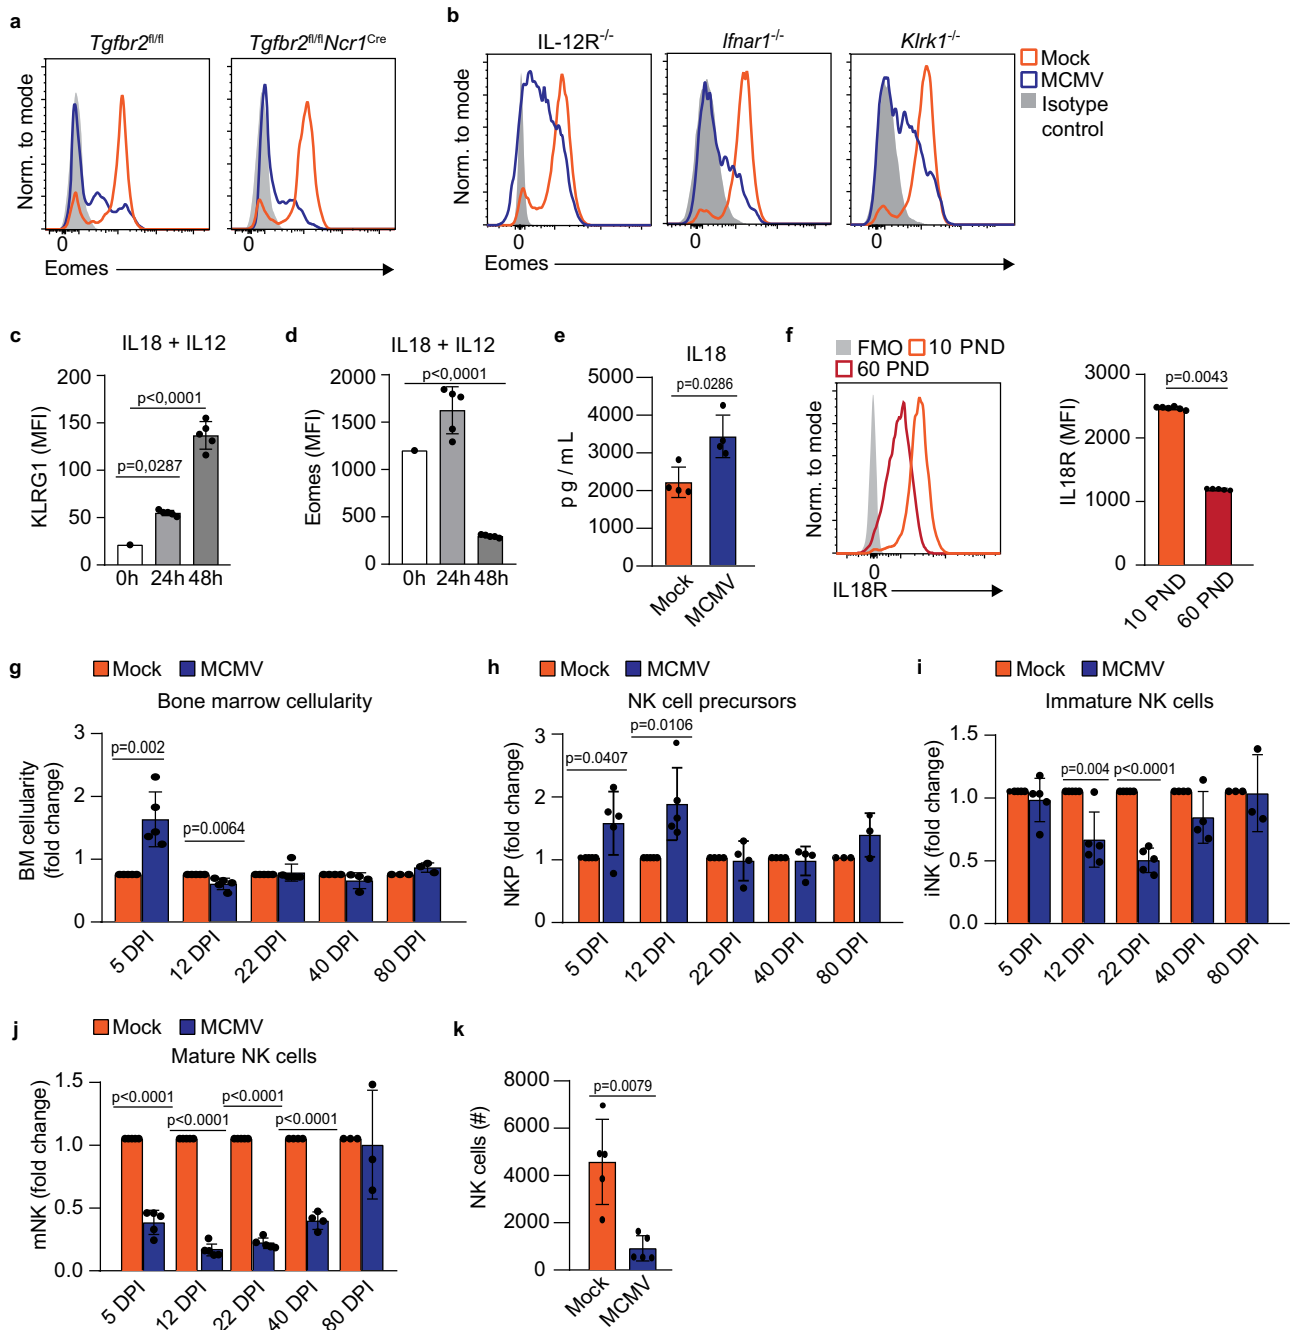 a
Tgfbr2fl/fl
Tgfbr2fl/flNcr1Cre
Norm. to mode
0
0
Eomes
b
IL-12R-/-
Ifnar1-/-
Klrk1-/-
Mock
MCMV
Isotype
control
Norm. to mode
0
0
0
Eomes
c
IL18 + IL12
KLRG1 (MFI)
200
150
100
50
0
p<,0001
p=,0287
0h 24h 48h
d
IL18 + IL12
Eomes (MFI)
2000
1500
1000
500
0
p<,0001
0h 24h 48h
e
IL18
pg/mL
5000
4000
3000
2000
1000
0
p=0.0286
Mock
MCMV
f
FMO 10 PND
60 PND
Norm. to mode
0
IL18R
IL18R (MFI)
3000
2000
1000
0
p=0.0043
10 PND
60 PND
g
Mock MCMV
Bone marrow cellularity
BM cellularity
(fold change)
3
2
1
0
p=0.002
p=0.0064
5 DPI
12 DPI
22 DPI
40 DPI
80 DPI
h
Mock MCMV
NK cell precursors
NKP (fold change)
3
2
1
0
p=0.0407
p=0.0106
5 DPI
12 DPI
22 DPI
40 DPI
80 DPI
i
Mock MCMV
Immature NK cells
iNK (fold change)
1.5
1.0
0.5
0.0
p=0.004
p<0.0001
5 DPI
12 DPI
22 DPI
40 DPI
80 DPI
j
Mock MCMV
Mature NK cells
mNK (fold change)
1.5
1.0
0.5
0.0
p<0.0001
p<0.0001
p<0.0001
p<0.0001
5 DPI
12 DPI
22 DPI
40 DPI
80 DPI
k
NK cells (#)
8000
6000
4000
2000
0
p=0.0079
Mock
MCMV